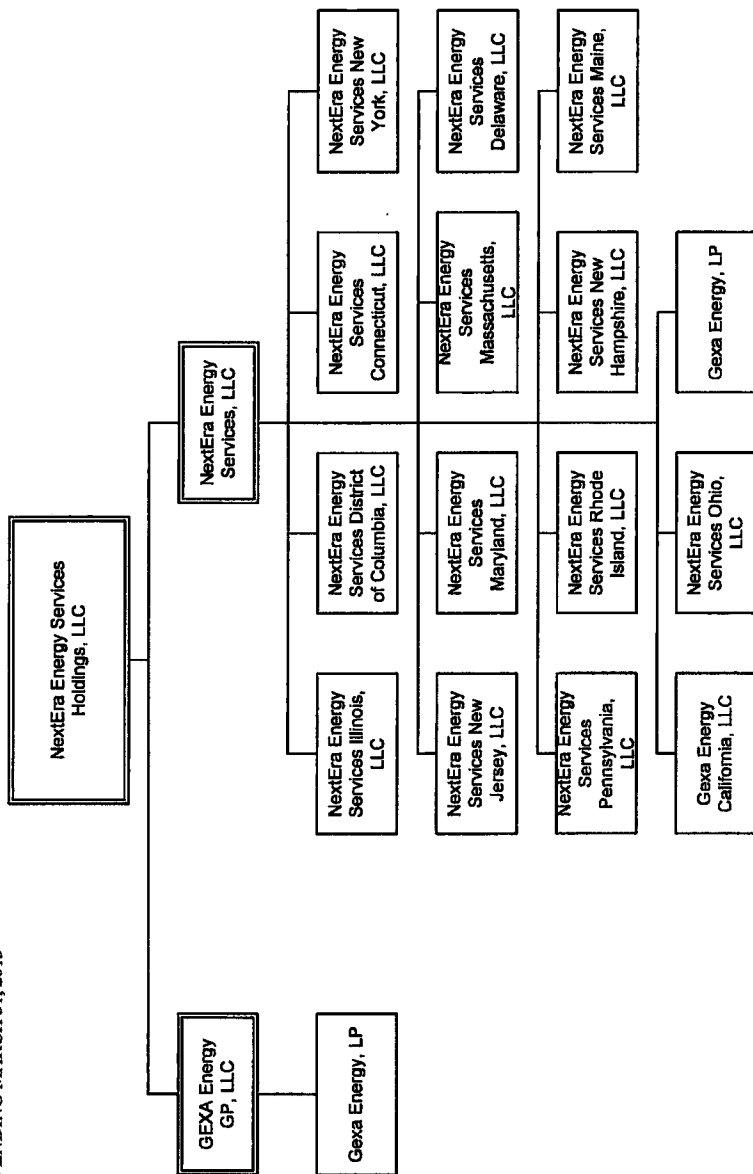 ENDING MARCH
NextEra Energy Services
Holdings, LLC
GEXA Energy
GP, LLC
NextEra Energy
Services, LLC
Gexa Energy, LP
NextEra Energy
Services Illinois,
LLC
NextEra Energy
Services District
of Columbia, LLC
NextEra Energy
Services
Connecticut, LLC
NextEra Energy
Services New
York, LLC
NextEra Energy
Services New
Jersey, LLC
NextEra Energy
Services
Maryland, LLC
NextEra Energy
Services
Massachusetts,
LLC
NextEra Energy
Services
Delaware, LLC
NextEra Energy
Services
Pennsylvania,
LLC
NextEra Energy
Services Rhode
Island, LLC
NextEra Energy
Services New
Hampshire, LLC
NextEra Energy
Services Maine,
LLC
Gexa Energy
California, LLC
NextEra Energy
Services Ohio,
LLC
Gexa Energy, LP